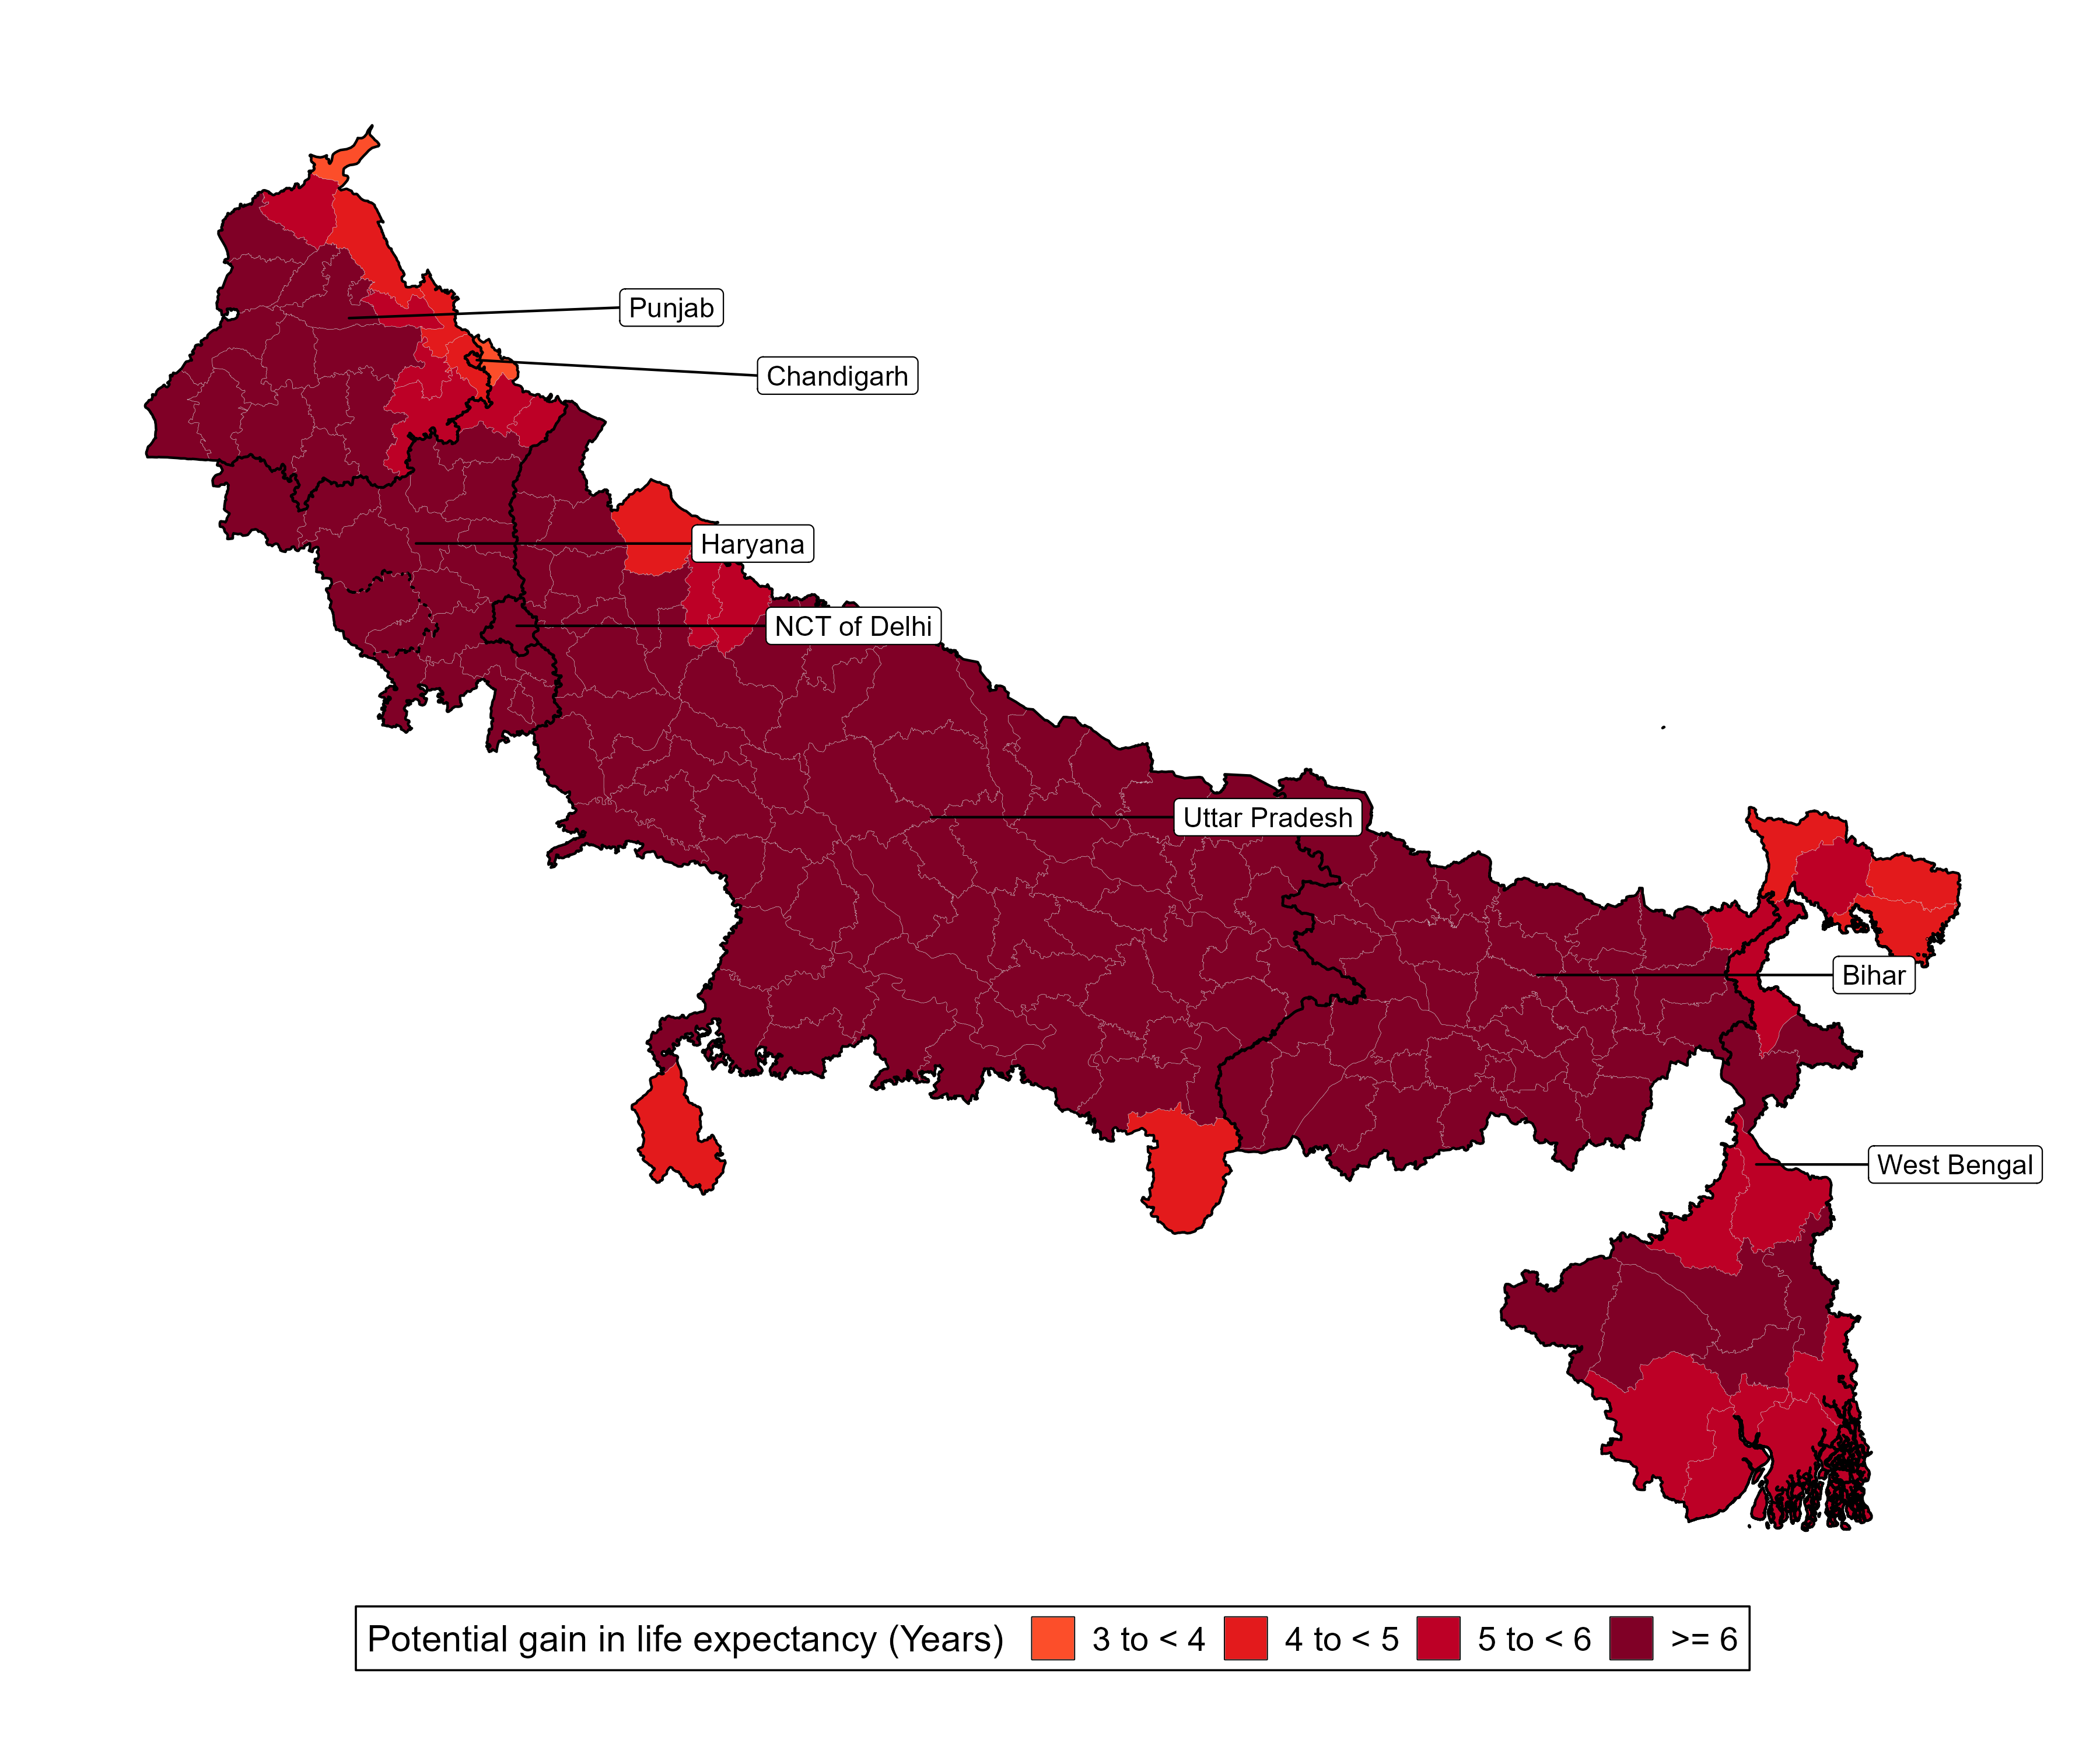 Punjab
Chandigarh
Haryana
NCT of Delhi
Uttar Pradesh
Bihar
West Bengal
Potential gain in life expectancy (Years) 3 to < 4 4 to < 5 5 to < 6 >= 6